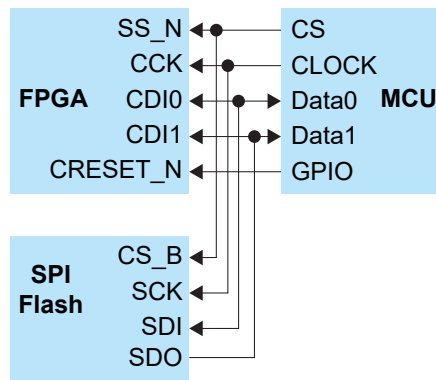 SS_N CS
CCK CLOCK
FPGA CDI0 Data0 MCU
CDI1 Data1
CRESET_N GPIO
CS_B
SPI
SCK
Flash
SDI
SDO